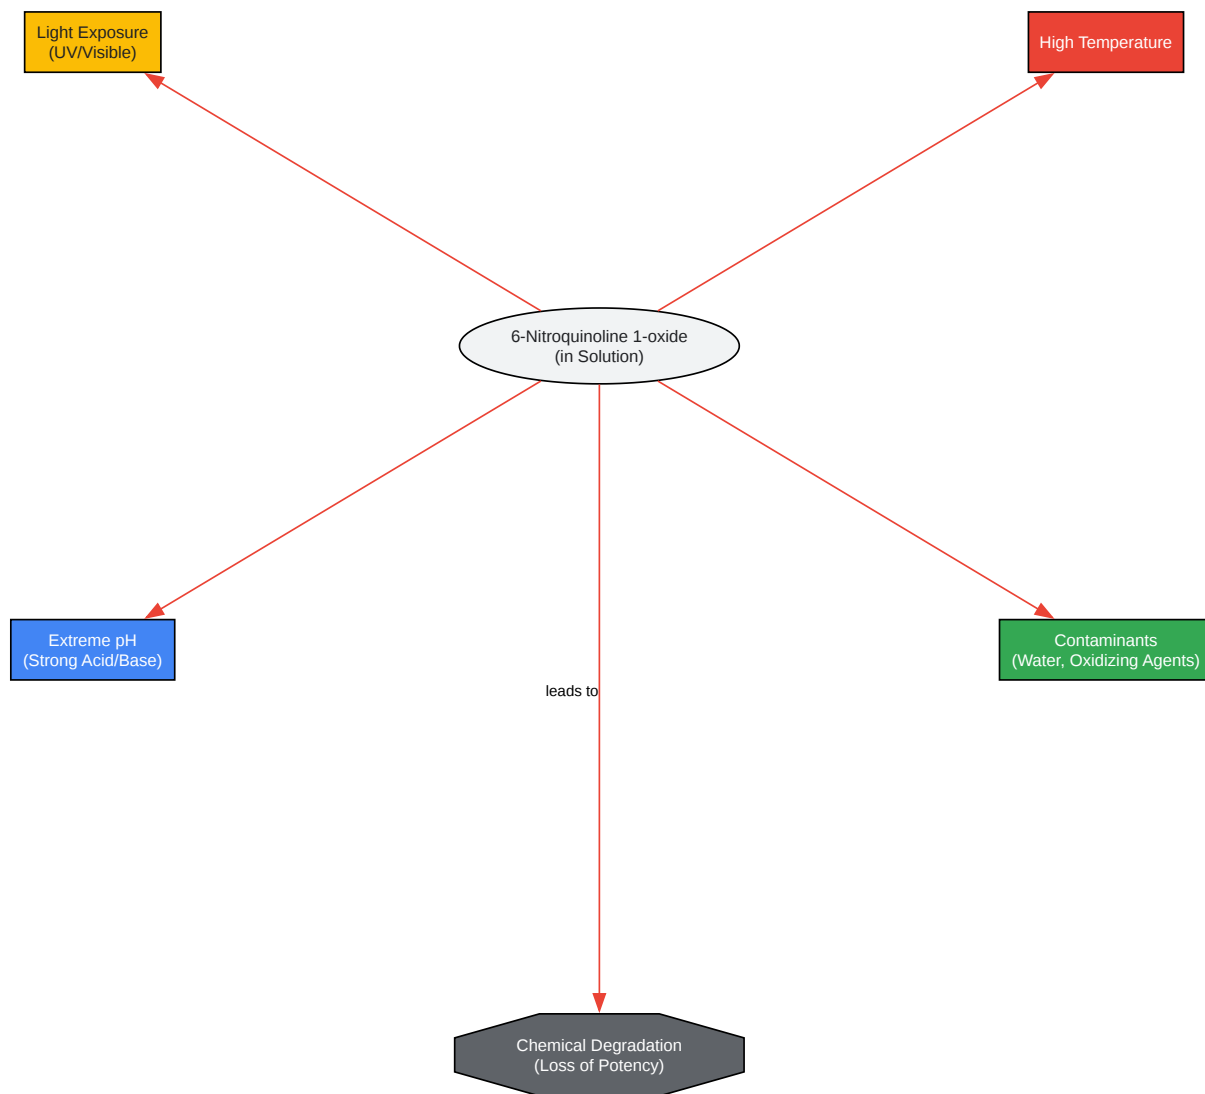 Light Exposure
(UV/Visible)
High Temperature
6-Nitroquinoline 1-oxide
(in Solution)
Extreme pH
(Strong Acid/Base)
Contaminants
(Water, Oxidizing Agents)
leads to
Chemical Degradation
(Loss of Potency)